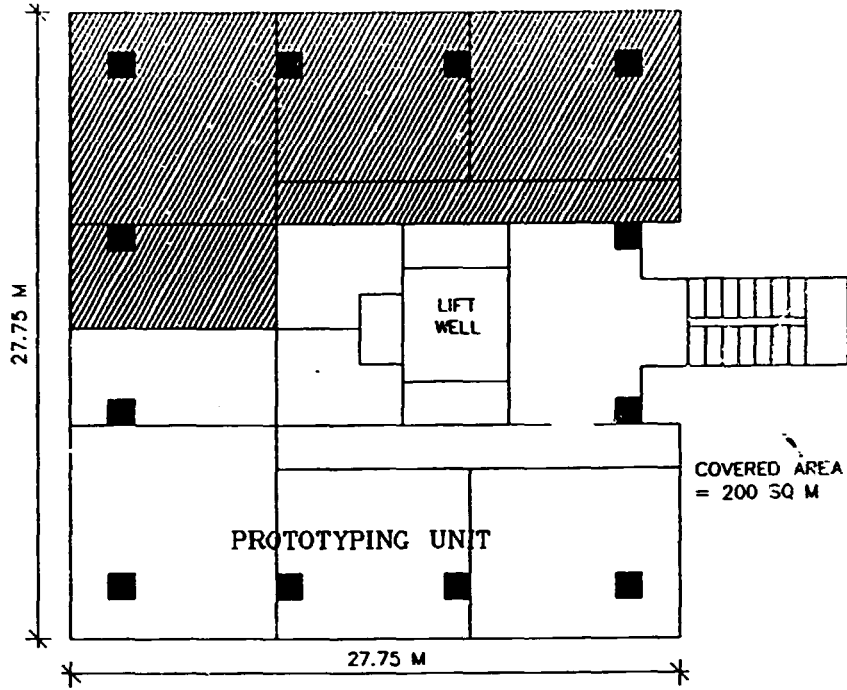 27.75 M
LIFT
WELL
COVERED AREA
= 200 SQ M
PROTOTYPING UNIT
27.75 M